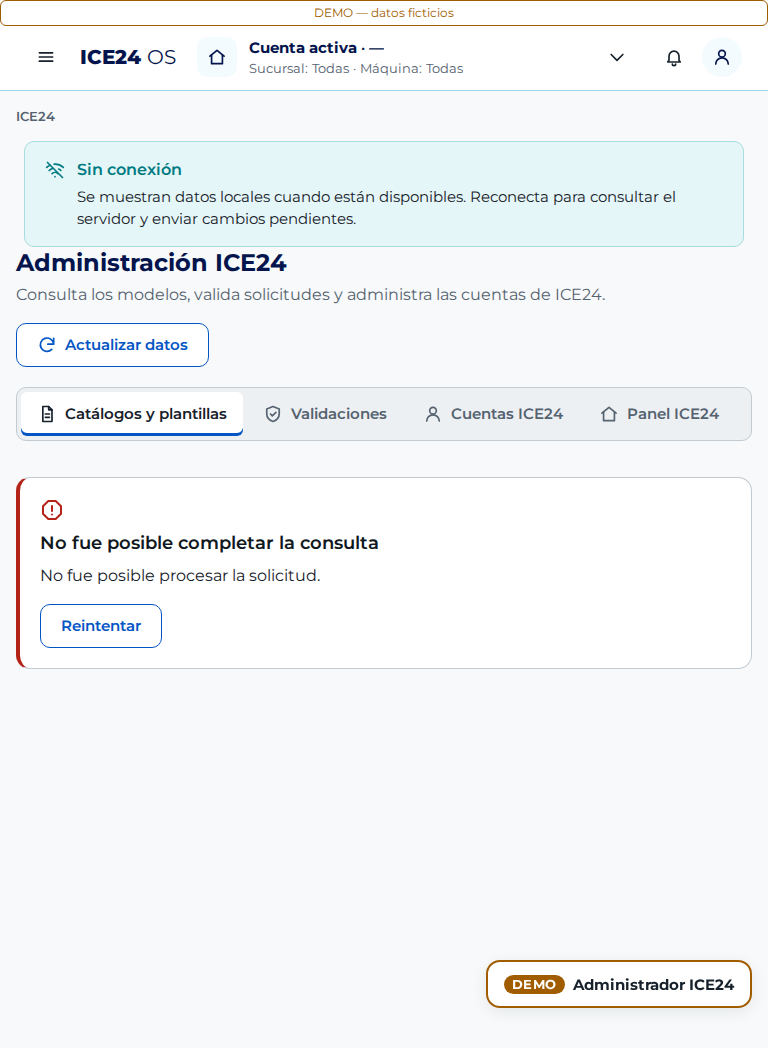 DEMO — datos ficticios
ICE24 OS
Cuenta activa · —
Sucursal: Todas · Máquina: Todas
ICE24
Sin conexión
Se muestran datos locales cuando están disponibles. Reconecta para consultar el
servidor y enviar cambios pendientes.
Administración ICE24
Consulta los modelos, valida solicitudes y administra las cuentas de ICE24.
Actualizar datos
Catálogos y plantillas
Validaciones
Cuentas ICE24
Panel ICE24
No fue posible completar la consulta
No fue posible procesar la solicitud.
Reintentar
DEMO Administrador ICE24